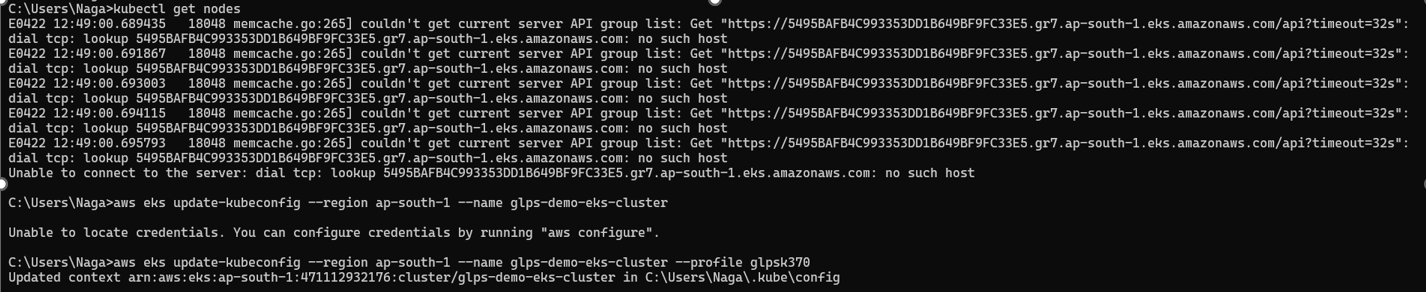 C:\Users\Naga>kubectl get nodes
E0422 12:49:00.689435   18048 memcache.go:265] couldn't get current server API group list: Get "https://5495BAFB4C993353DD1B649BF9FC33E5.gr7.ap-south-1.eks.amazonaws.com/api?timeout=32s":
dial tcp: lookup 5495BAFB4C993353DD1B649BF9FC33E5.gr7.ap-south-1.eks.amazonaws.com: no such host
E0422 12:49:00.691867   18048 memcache.go:265] couldn't get current server API group list: Get "https://5495BAFB4C993353DD1B649BF9FC33E5.gr7.ap-south-1.eks.amazonaws.com/api?timeout=32s":
dial tcp: lookup 5495BAFB4C993353DD1B649BF9FC33E5.gr7.ap-south-1.eks.amazonaws.com: no such host
E0422 12:49:00.693003   18048 memcache.go:265] couldn't get current server API group list: Get "https://5495BAFB4C993353DD1B649BF9FC33E5.gr7.ap-south-1.eks.amazonaws.com/api?timeout=32s":
dial tcp: lookup 5495BAFB4C993353DD1B649BF9FC33E5.gr7.ap-south-1.eks.amazonaws.com: no such host
E0422 12:49:00.694115   18048 memcache.go:265] couldn't get current server API group list: Get "https://5495BAFB4C993353DD1B649BF9FC33E5.gr7.ap-south-1.eks.amazonaws.com/api?timeout=32s":
dial tcp: lookup 5495BAFB4C993353DD1B649BF9FC33E5.gr7.ap-south-1.eks.amazonaws.com: no such host
E0422 12:49:00.695793   18048 memcache.go:265] couldn't get current server API group list: Get "https://5495BAFB4C993353DD1B649BF9FC33E5.gr7.ap-south-1.eks.amazonaws.com/api?timeout=32s":
dial tcp: lookup 5495BAFB4C993353DD1B649BF9FC33E5.gr7.ap-south-1.eks.amazonaws.com: no such host
Unable to connect to the server: dial tcp: lookup 5495BAFB4C993353DD1B649BF9FC33E5.gr7.ap-south-1.eks.amazonaws.com: no such host
C:\Users\Naga>aws eks update-kubeconfig --region ap-south-1 --name glps-demo-eks-cluster
Unable to locate credentials. You can configure credentials by running "aws configure".
C:\Users\Naga>aws eks update-kubeconfig --region ap-south-1 --name glps-demo-eks-cluster --profile glpsk370
Updated context arn:aws:eks:ap-south-1:471112932176:cluster/glps-demo-eks-cluster in C:\Users\Naga\.kube\config